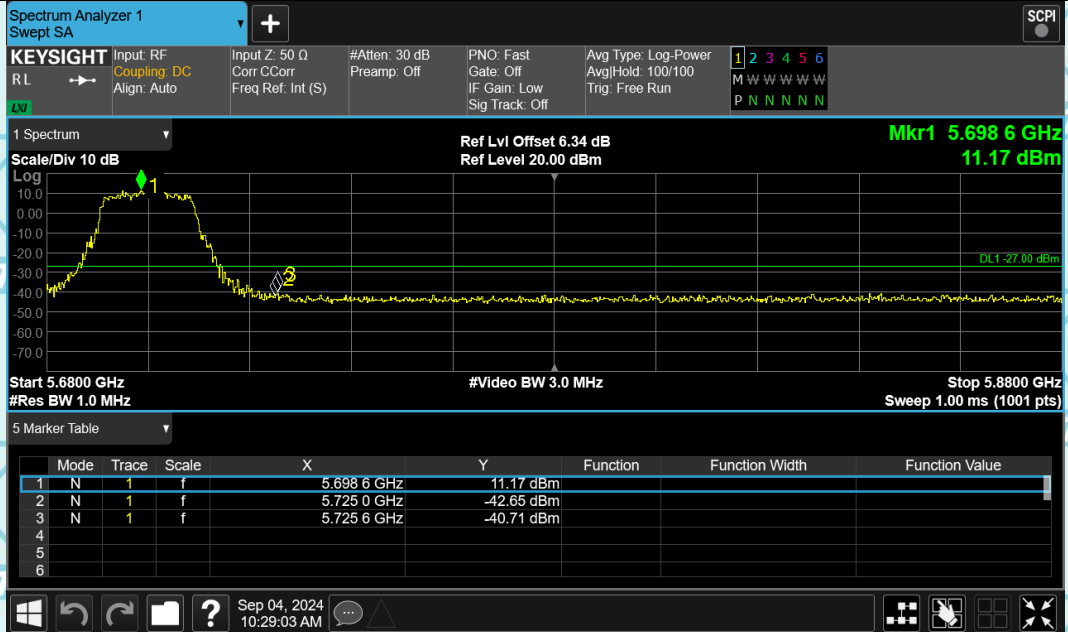 Spectrum Analyzer 1
Swept SA
+
SCPI
KEYSIGHT
R L
LXI
Input: RF
Coupling: DC
Align: Auto
Input Z: 50 Ω
Corr CCorr
Freq Ref: Int (S)
#Atten: 30 dB
Preamp: Off
PNO: Fast
Gate: Off
IF Gain: Low
Sig Track: Off
Avg Type: Log-Power
Avg|Hold: 100/100
Trig: Free Run
1 2 3 4 5 6
M W W W W W
P N N N N N
1 Spectrum
Scale/Div 10 dB
Log
Ref Lvl Offset 6.34 dB
Ref Level 20.00 dBm
Mkr1 5.698 6 GHz
11.17 dBm
1
10.0
0.00
-10.0
-20.0
DL1 -27.00 dBm
-30.0
3
2
-40.0
-50.0
-60.0
-70.0
Start 5.6800 GHz
#Video BW 3.0 MHz
Stop 5.8800 GHz
#Res BW 1.0 MHz
Sweep 1.00 ms (1001 pts)
5 Marker Table
Mode Trace Scale X Y Function Function Width Function Value
1 N 1 f 5.698 6 GHz 11.17 dBm
2 N 1 f 5.725 0 GHz -42.65 dBm
3 N 1 f 5.725 6 GHz -40.71 dBm
4
5
6
?
Sep 04, 2024
10:29:03 AM